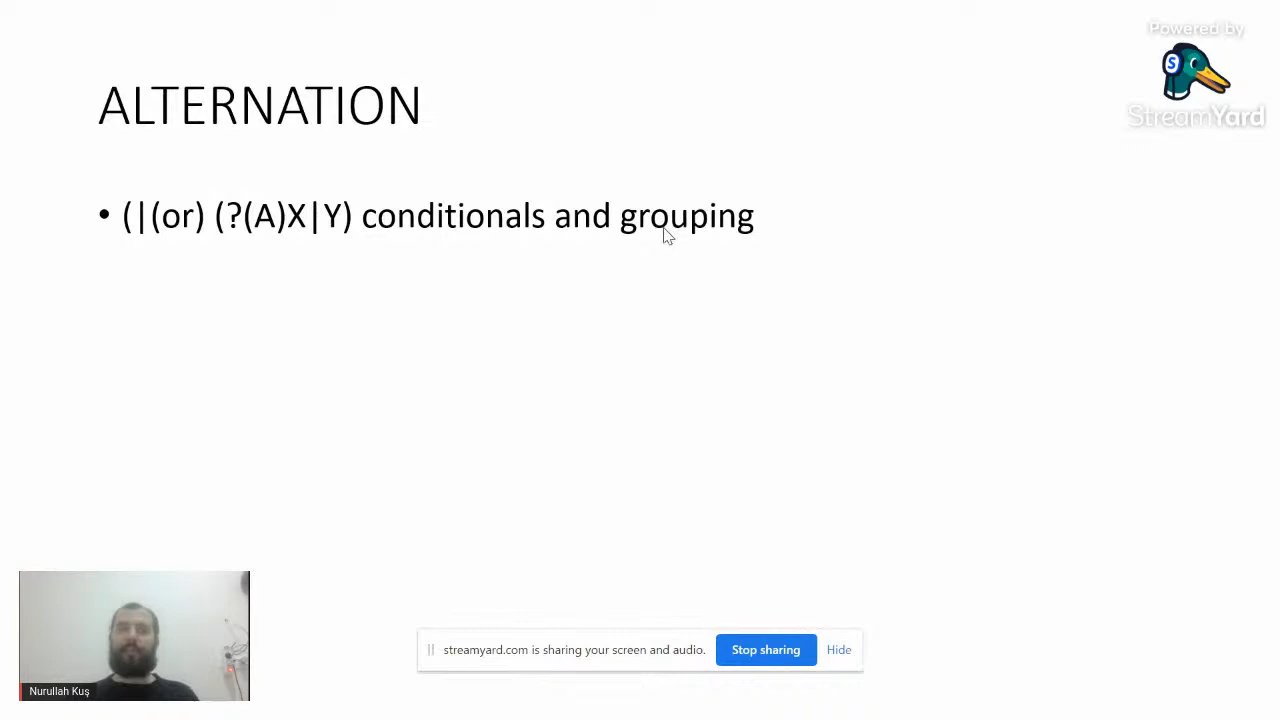 Powered by
StreamYard
ALTERNATION
• (|(or) (?(A)X|Y) conditionals and grouping
streamyard.com is sharing your screen and audio. Stop sharing Hide
Nurullah Kuş